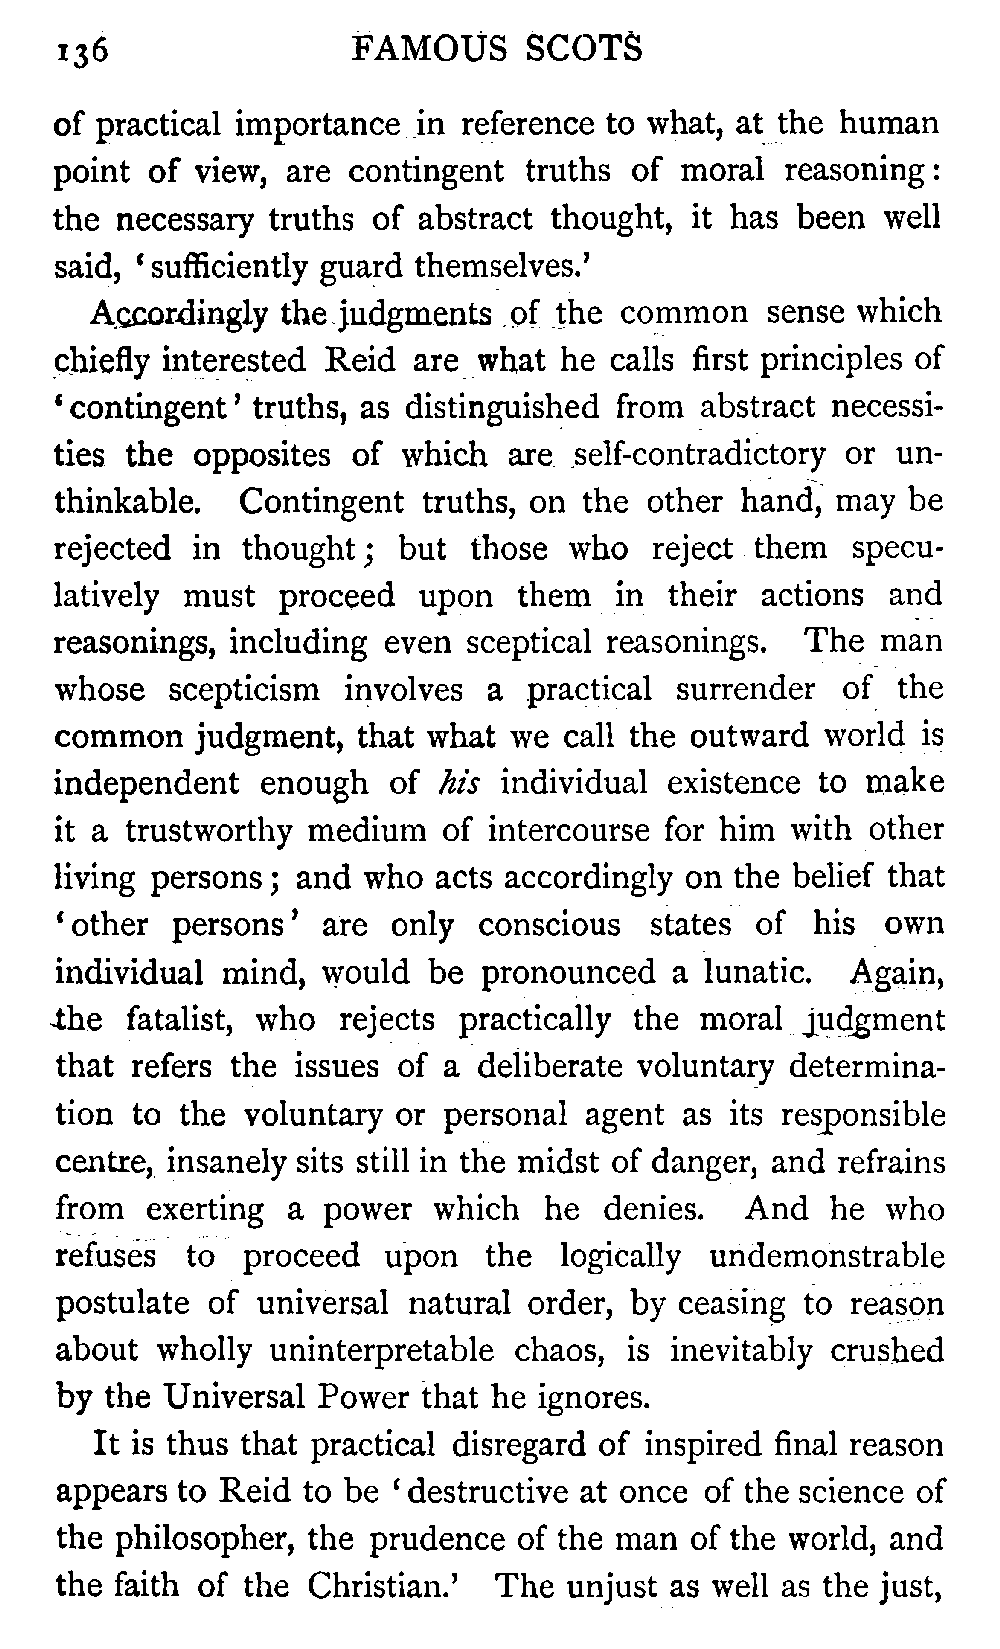 136 FAMOUS SCOTS
of practical importance in reference to what, at the human
point of view, are contingent truths of moral reasoning:
the necessary truths of abstract thought, it has been well
said, ‘sufficiently guard themselves.’
Accordingly the judgments of the common sense which
chiefly interested Reid are what he calls first principles of
‘contingent’ truths, as distinguished from abstract necessi-
ties the opposites of which are self-contradictory or un-
thinkable. Contingent truths, on the other hand, may be
rejected in thought; but those who reject them specu-
latively must proceed upon them in their actions and
reasonings, including even sceptical reasonings. The man
whose scepticism involves a practical surrender of the
common judgment, that what we call the outward world is
independent enough of his individual existence to make
it a trustworthy medium of intercourse for him with other
living persons; and who acts accordingly on the belief that
‘other persons’ are only conscious states of his own
individual mind, would be pronounced a lunatic. Again,
the fatalist, who rejects practically the moral judgment
that refers the issues of a deliberate voluntary determina-
tion to the voluntary or personal agent as its responsible
centre, insanely sits still in the midst of danger, and refrains
from exerting a power which he denies. And he who
refuses to proceed upon the logically undemonstrable
postulate of universal natural order, by ceasing to reason
about wholly uninterpretable chaos, is inevitably crushed
by the Universal Power that he ignores.
It is thus that practical disregard of inspired final reason
appears to Reid to be ‘destructive at once of the science of
the philosopher, the prudence of the man of the world, and
the faith of the Christian.’ The unjust as well as the just,